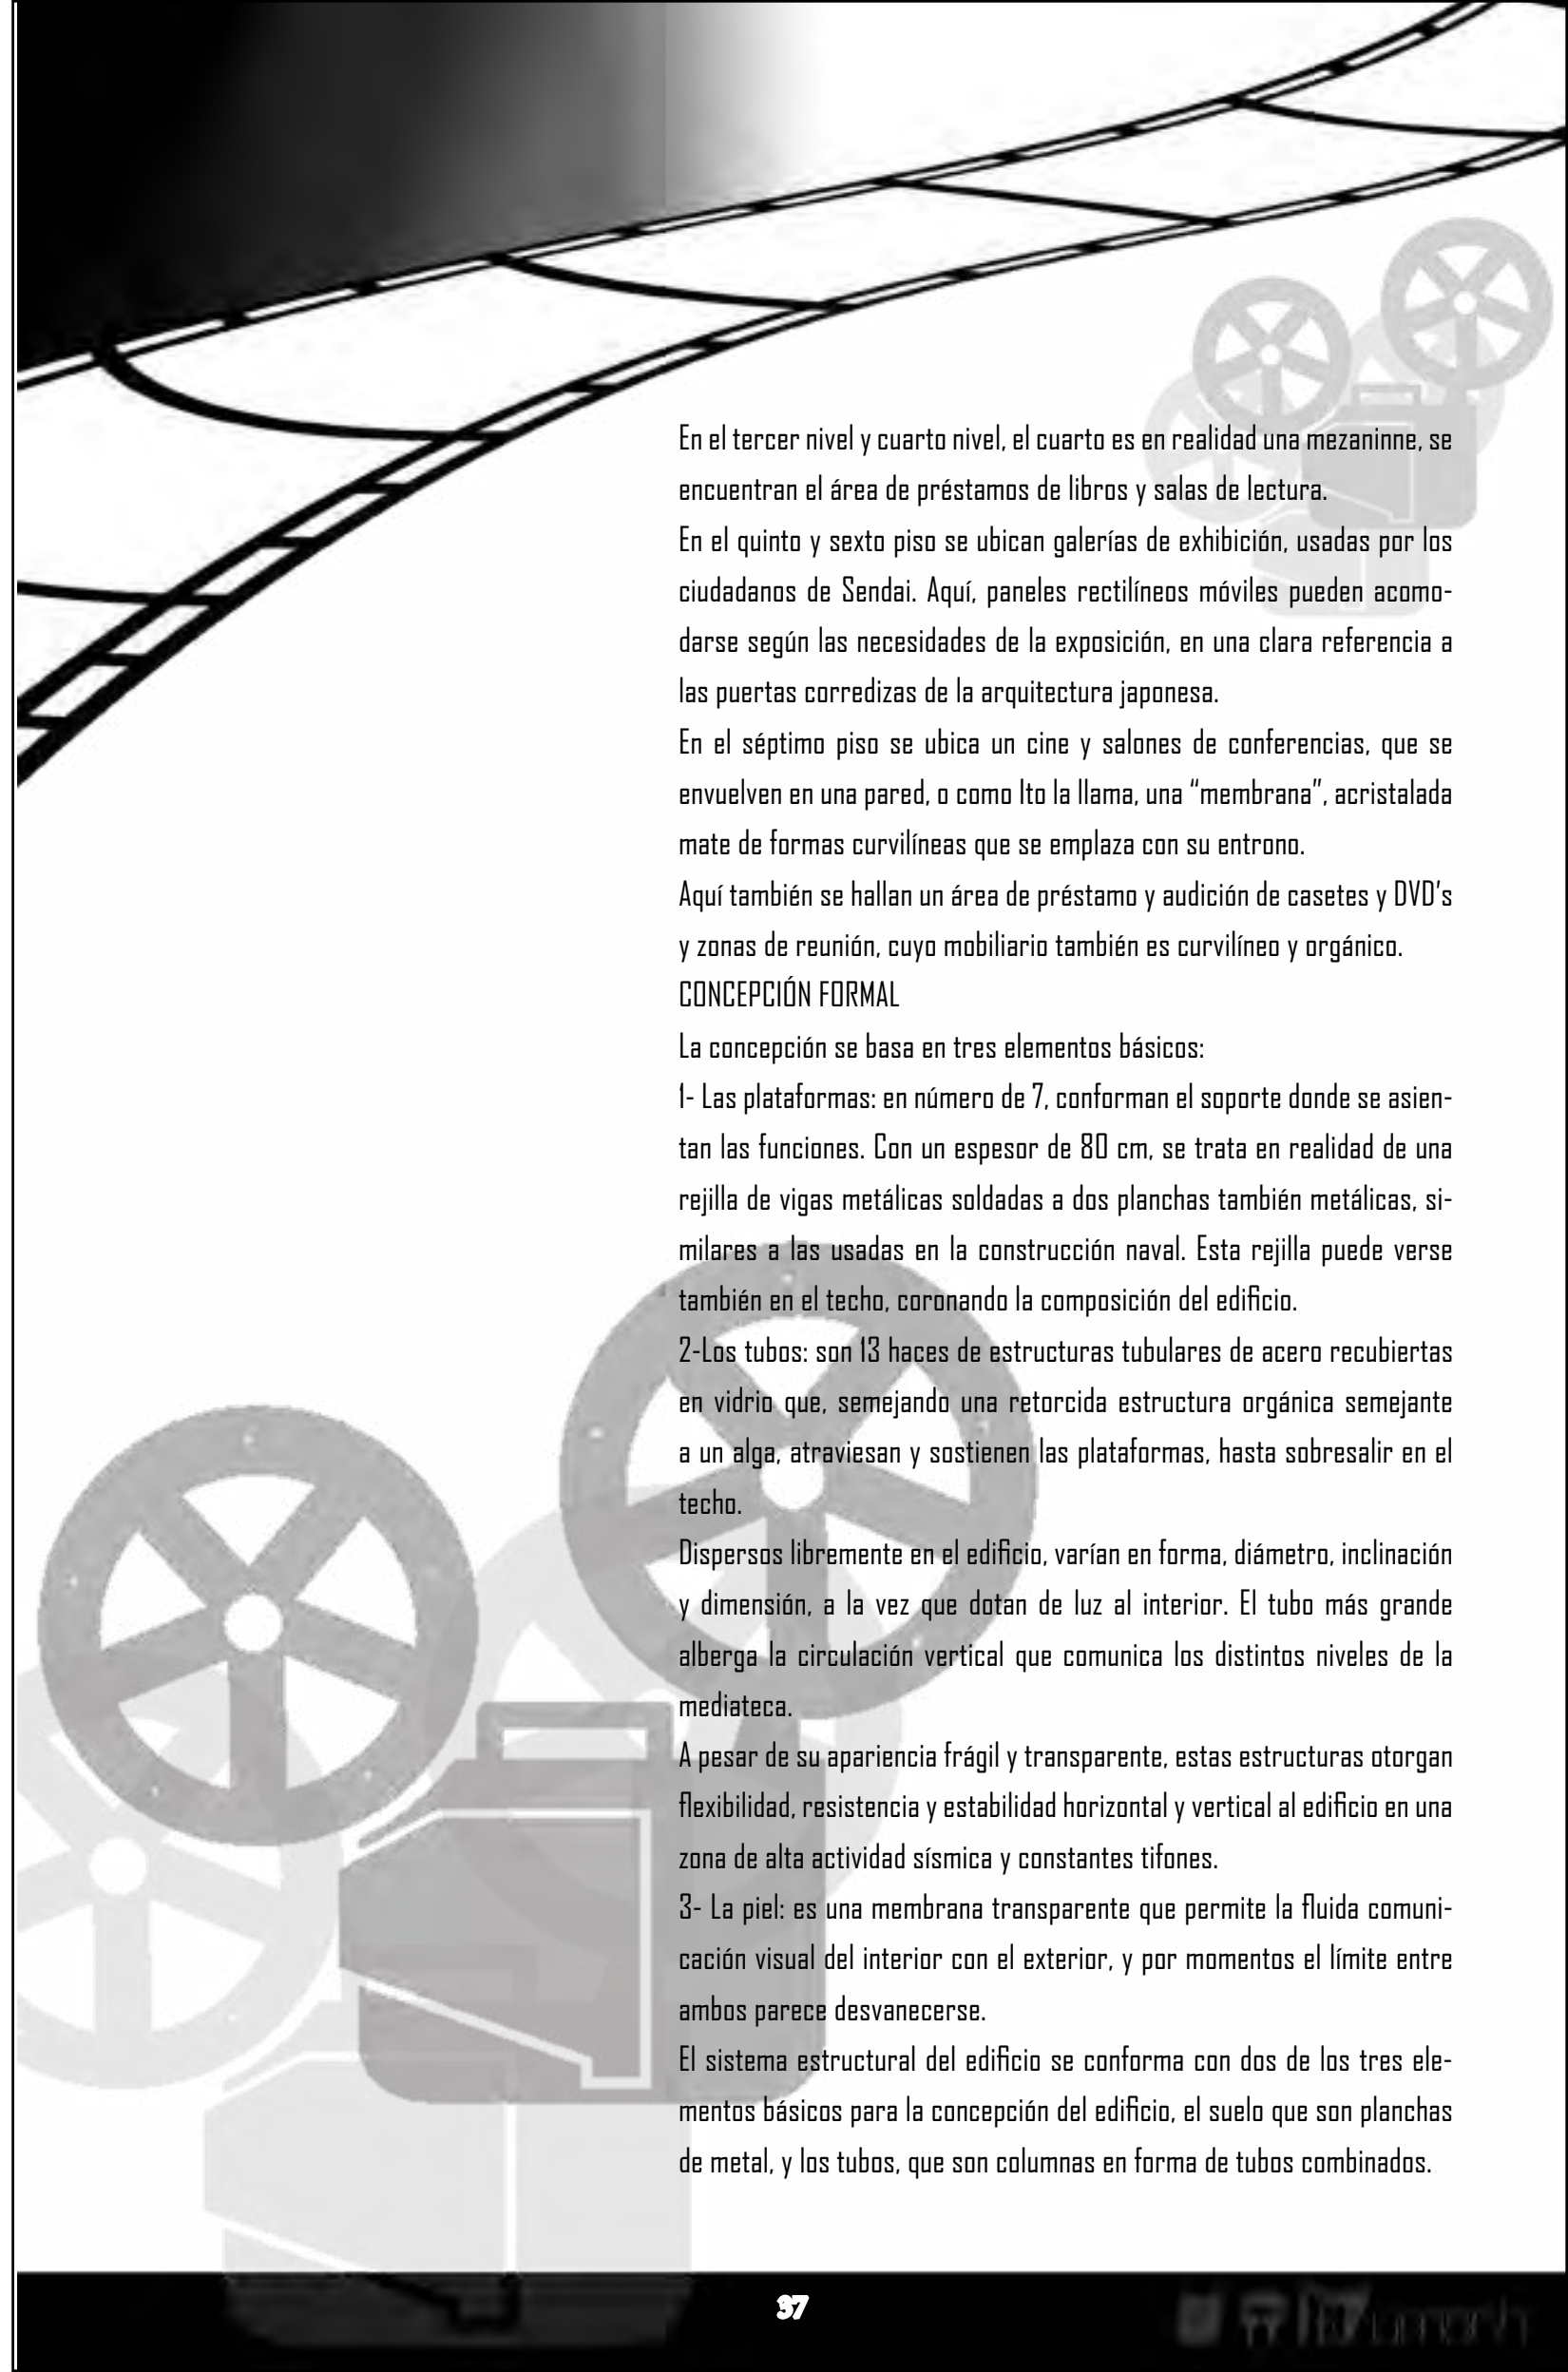 En el tercer nivel y cuarto nivel, el cuarto es en realidad una mezaninne, se
encuentran el área de préstamos de libros y salas de lectura.
En el quinto y sexto piso se ubican galerías de exhibición, usadas por los
ciudadanos de Sendai. Aquí, paneles rectilíneos móviles pueden acomo-
darse según las necesidades de la exposición, en una clara referencia a
las puertas corredizas de la arquitectura japonesa.
En el séptimo piso se ubica un cine y salones de conferencias, que se
envuelven en una pared, o como Ito la llama, una “membrana”, acristalada
mate de formas curvilíneas que se emplaza con su entrono.
Aquí también se hallan un área de préstamo y audición de casetes y DVD’s
y zonas de reunión, cuyo mobiliario también es curvilíneo y orgánico.
CONCEPCIÓN FORMAL
La concepción se basa en tres elementos básicos:
1- Las plataformas: en número de 7, conforman el soporte donde se asien-
tan las funciones. Con un espesor de 80 cm, se trata en realidad de una
rejilla de vigas metálicas soldadas a dos planchas también metálicas, si-
milares a las usadas en la construcción naval. Esta rejilla puede verse
también en el techo, coronando la composición del edificio.
2-Los tubos: son 13 haces de estructuras tubulares de acero recubiertas
en vidrio que, semejando una retorcida estructura orgánica semejante
a un alga, atraviesan y sostienen las plataformas, hasta sobresalir en el
techo.
Dispersos libremente en el edificio, varían en forma, diámetro, inclinación
y dimensión, a la vez que dotan de luz al interior. El tubo más grande
alberga la circulación vertical que comunica los distintos niveles de la
mediateca.
A pesar de su apariencia frágil y transparente, estas estructuras otorgan
flexibilidad, resistencia y estabilidad horizontal y vertical al edificio en una
zona de alta actividad sísmica y constantes tifones.
3- La piel: es una membrana transparente que permite la fluida comuni-
cación visual del interior con el exterior, y por momentos el límite entre
ambos parece desvanecerse.
El sistema estructural del edificio se conforma con dos de los tres ele-
mentos básicos para la concepción del edificio, el suelo que son planchas
de metal, y los tubos, que son columnas en forma de tubos combinados.
37